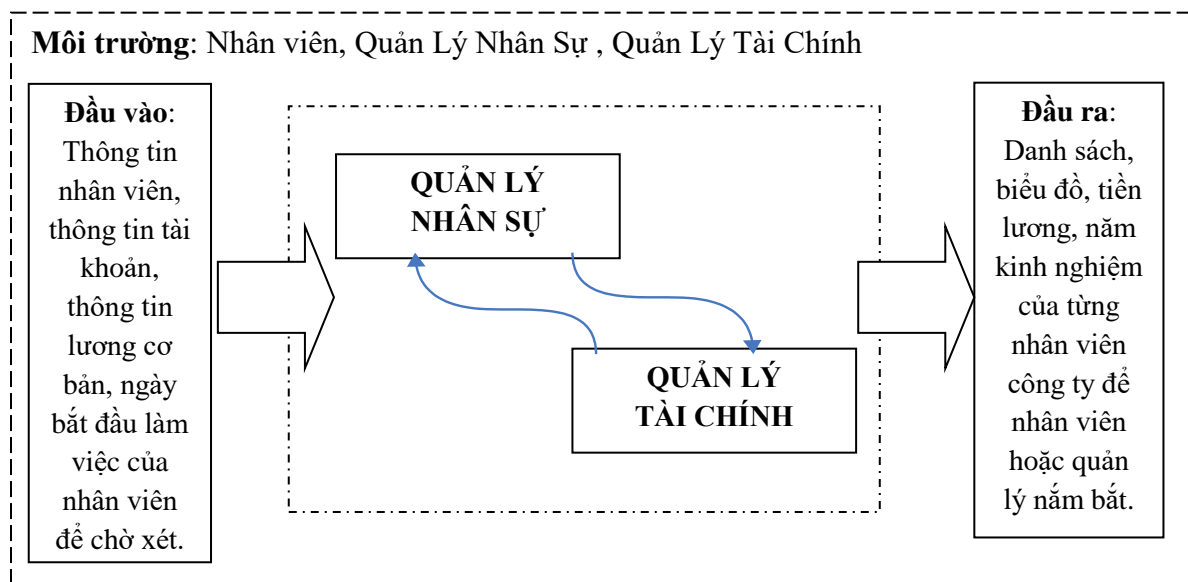 Môi trường: Nhân viên, Quản Lý Nhân Sự , Quản Lý Tài Chính
Đầu vào:
Thông tin
nhân viên,
thông tin tài
khoản,
thông tin
lương cơ
bản, ngày
bắt đầu làm
việc của
nhân viên
để chờ xét.
QUẢN LÝ
NHÂN SỰ
QUẢN LÝ
TÀI CHÍNH
Đầu ra:
Danh sách,
biểu đồ, tiền
lương, năm
kinh nghiệm
của từng
nhân viên
công ty để
nhân viên
hoặc quản
lý nắm bắt.